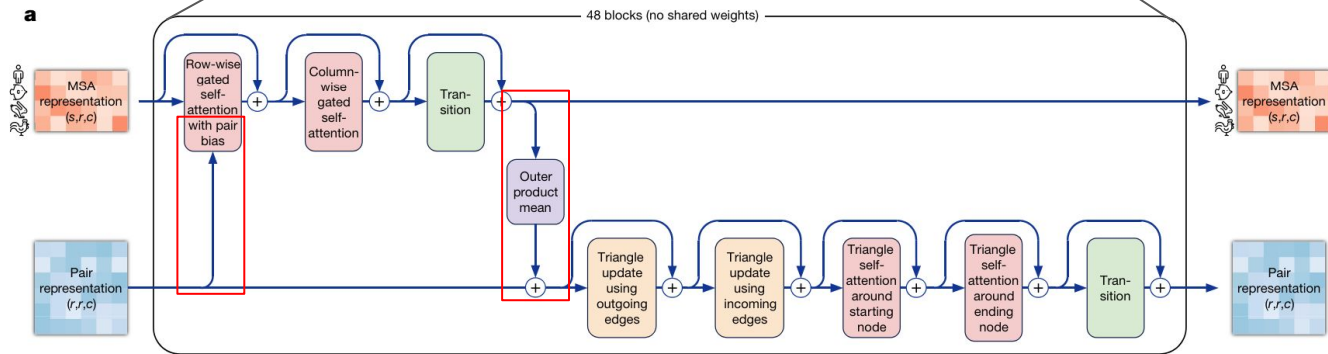 a
48 blocks (no shared weights)
MSA
representation
(s,r,c)
Row-wise
gated
self-
attention
with pair
bias
+
Column-
wise
gated
self-
attention
+
Tran-
sition
+
MSA
representation
(s,r,c)
Outer
product
mean
Pair
representation
(r,r,c)
+
Triangle
update
using
outgoing
edges
+
Triangle
update
using
incoming
edges
+
Triangle
self-
attention
around
starting
node
+
Triangle
self-
attention
around
ending
node
+
Tran-
sition
+
Pair
representation
(r,r,c)